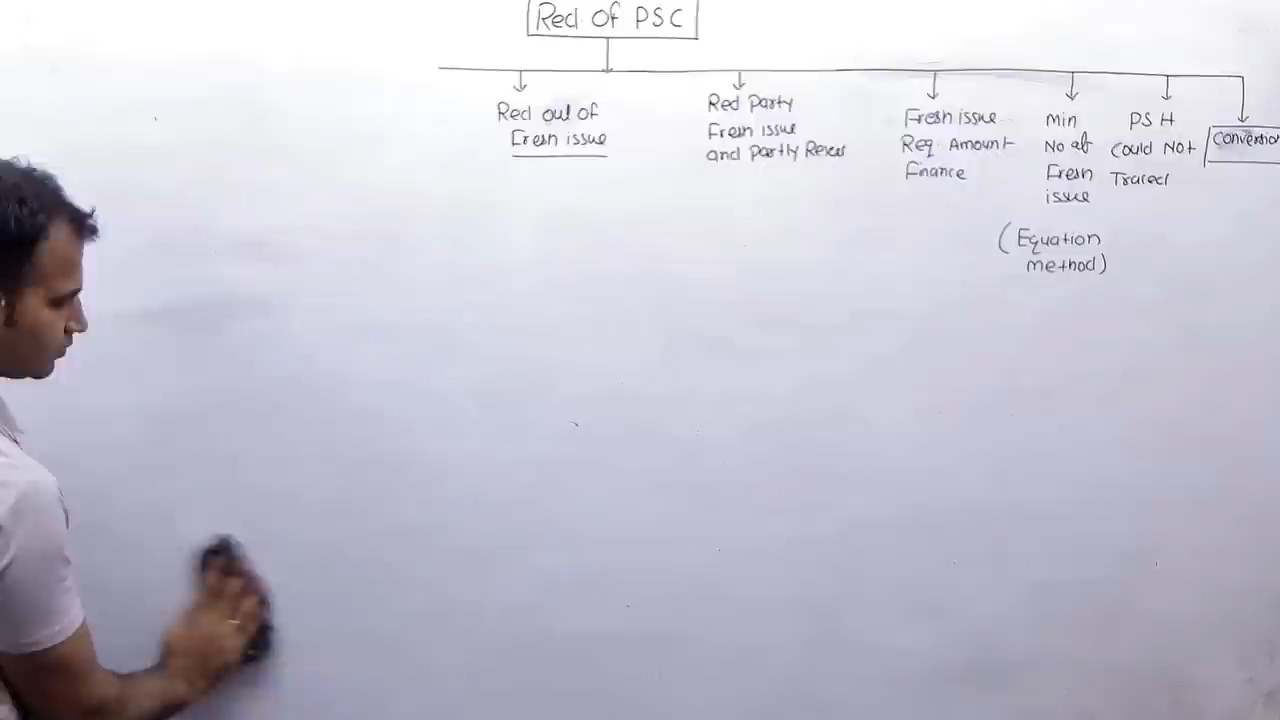 Red. Of PSC
Red out of
Fresh issue
Red Party
Fresh issue
and Partly Reser
Fresh issue
Req. Amount
Finance
Min
No of
Fresh
issue
(Equation
method)
PSH
Could Not
Traced
Conversion